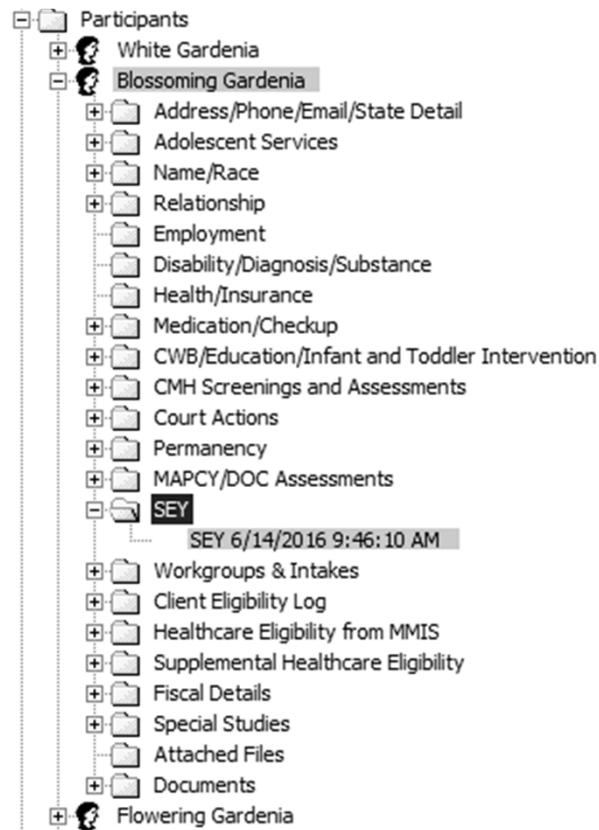 Participants
White Gardenia
Blossoming Gardenia
Address/Phone/Email/State Detail
Adolescent Services
Name/Race
Relationship
Employment
Disability/Diagnosis/Substance
Health/Insurance
Medication/Checkup
CWB/Education/Infant and Toddler Intervention
CMH Screenings and Assessments
Court Actions
Permanency
MAPCY/DOC Assessments
SEY
SEY 6/14/2016 9:46:10 AM
Workgroups & Intakes
Client Eligibility Log
Healthcare Eligibility from MMIS
Supplemental Healthcare Eligibility
Fiscal Details
Special Studies
Attached Files
Documents
Flowering Gardenia